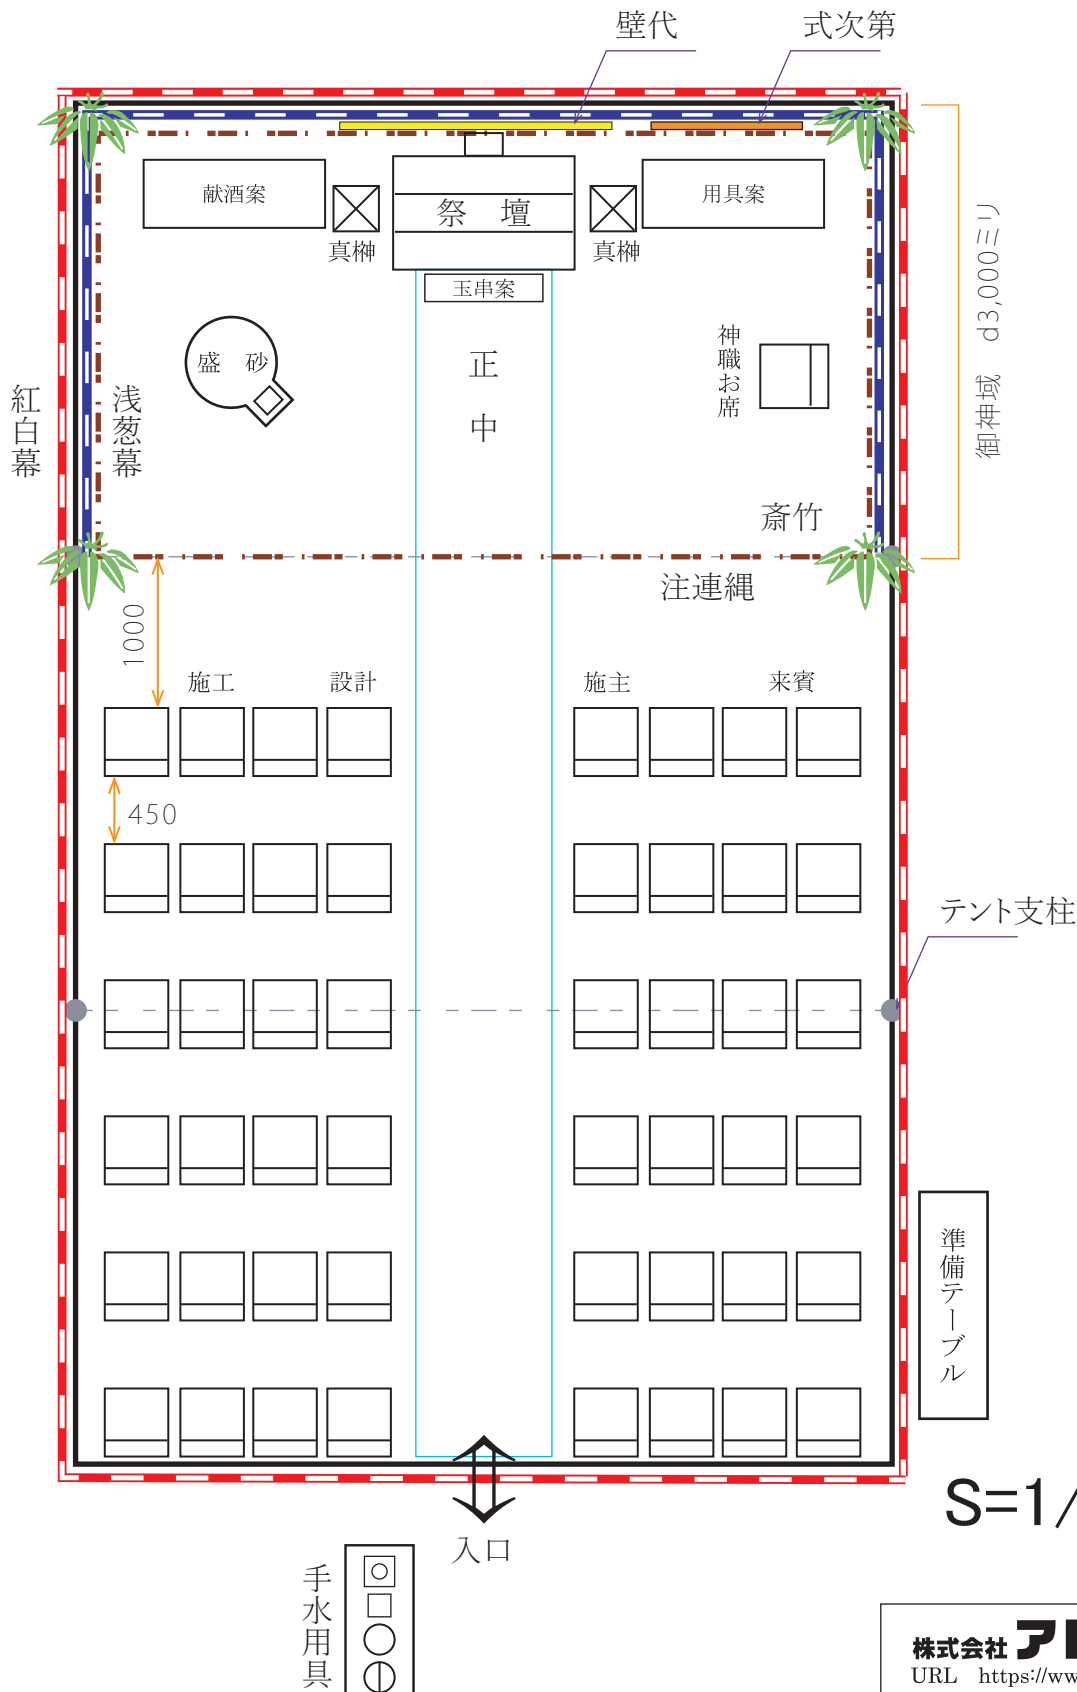 壁代
式次第
献酒案
祭 壇
用具案
真榊
真榊
玉串案
盛 砂
正中
神職お席
紅白幕
浅葱幕
御神域 d3,000ミリ
斎竹
注連縄
1000
施工
設計
施主
来賓
450
テント支柱
準備テーブル
S=1/
入口
手水用具
株式会社
URL https://ww